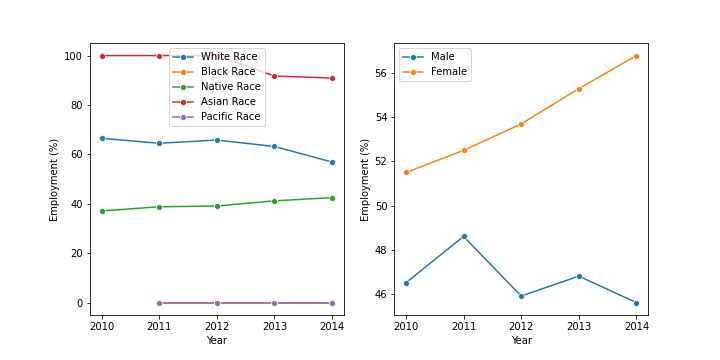 White Race
Black Race
Native Race
Asian Race
Pacific Race
100
80
60
40
20
0
Employment (%)
2010 2011 2012 2013 2014
Year
Male
Female
56
54
52
50
48
46
Employment (%)
2010 2011 2012 2013 2014
Year